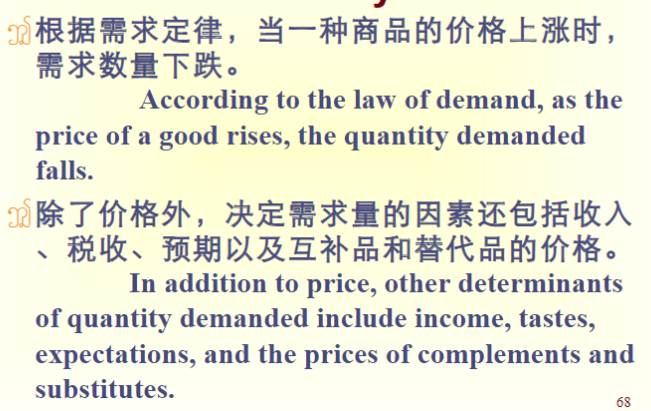 根据需求定律，当一种商品的价格上涨时，
需求数量下跌。
According to the law of demand, as the
price of a good rises, the quantity demanded
falls.
除了价格外，决定需求量的因素还包括收入
、税收、预期以及互补品和替代品的价格。
In addition to price, other determinants
of quantity demanded include income, tastes,
expectations, and the prices of complements and
substitutes.
68